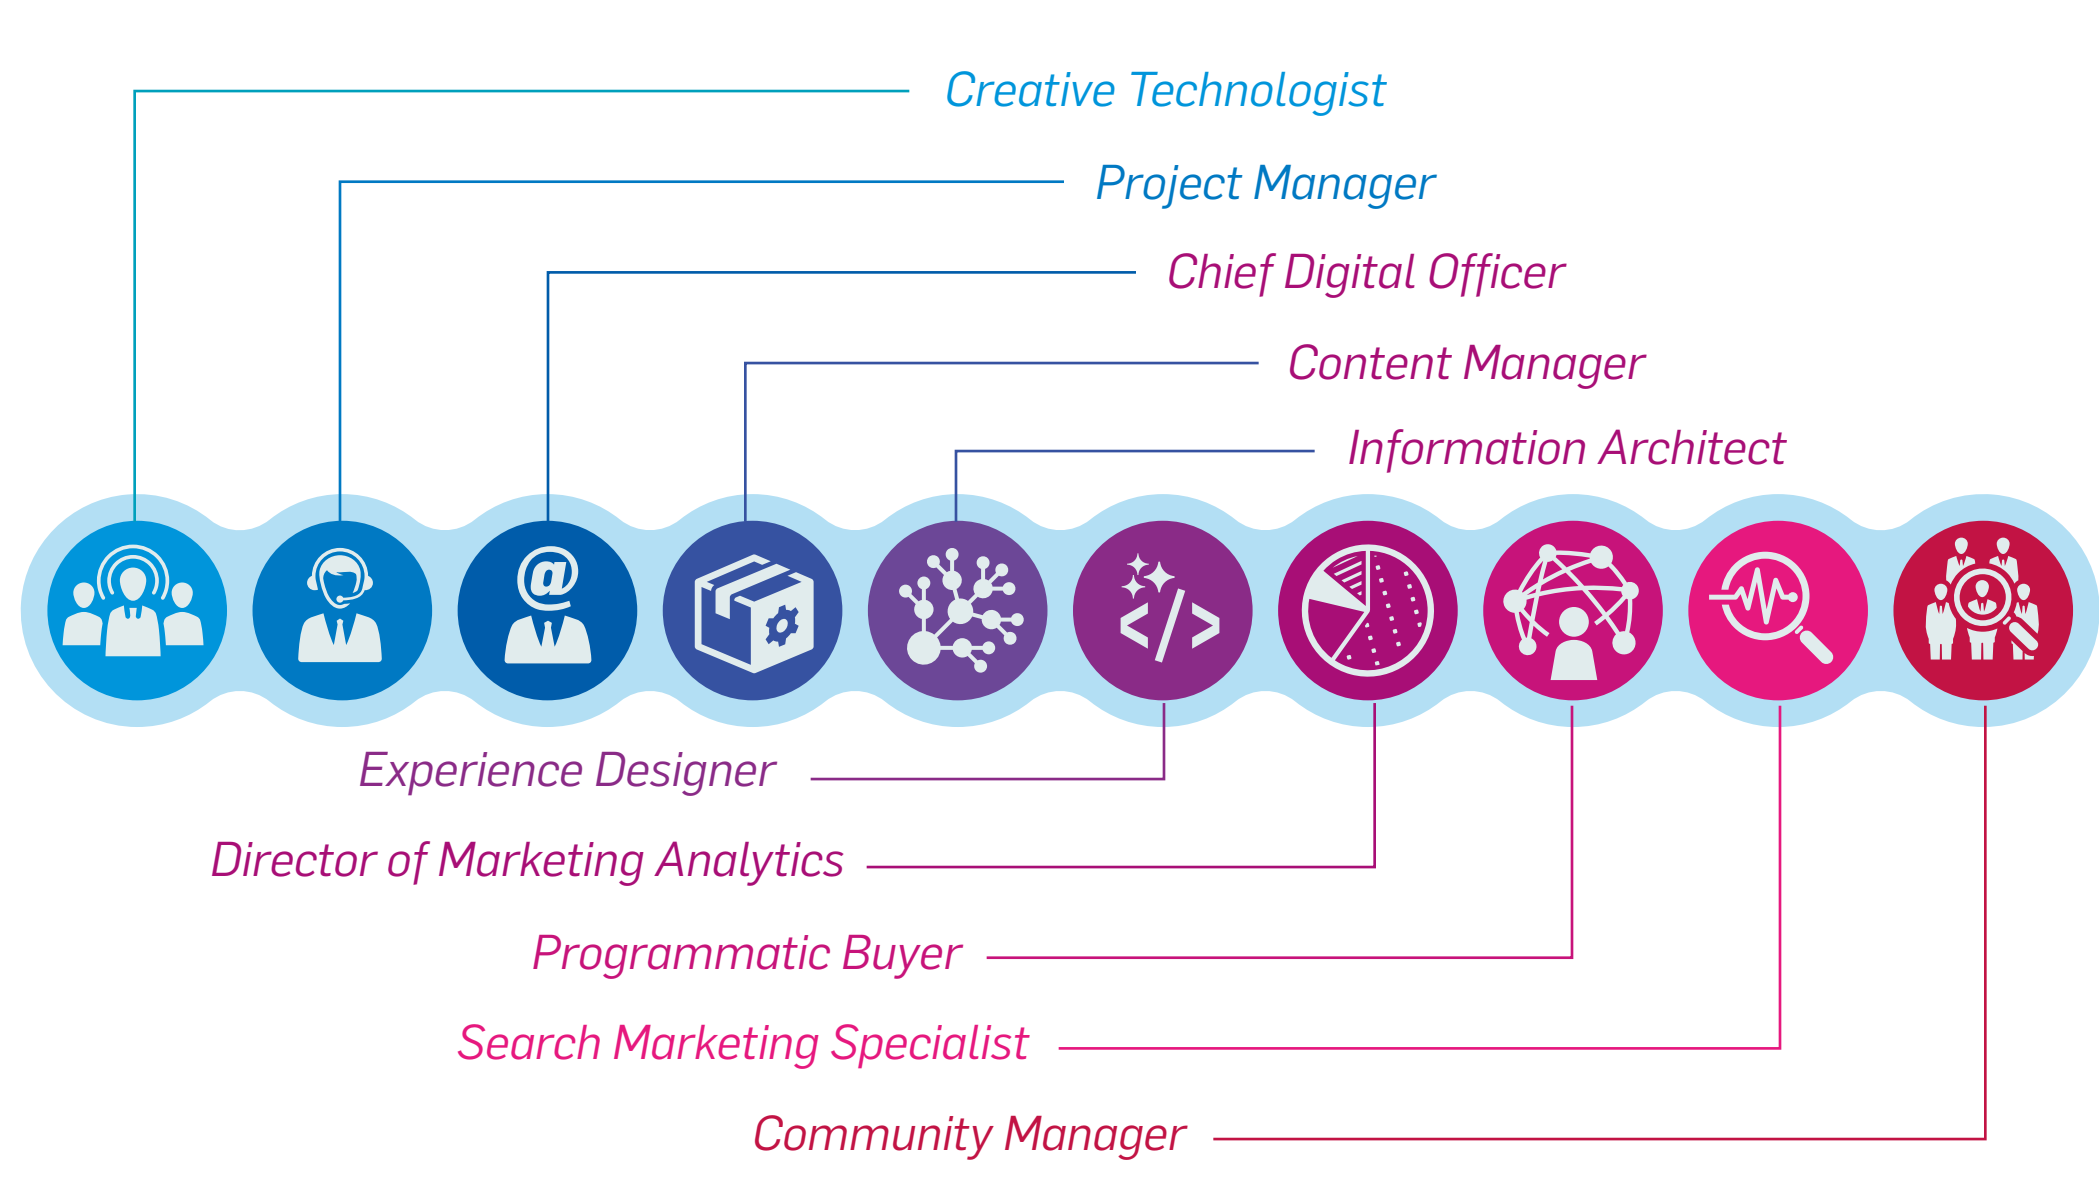 Creative Technologist
Project Manager
Chief Digital Officer
Content Manager
Information Architect
@
</>
Experience Designer
Director of Marketing Analytics
Programmatic Buyer
Search Marketing Specialist
Community Manager